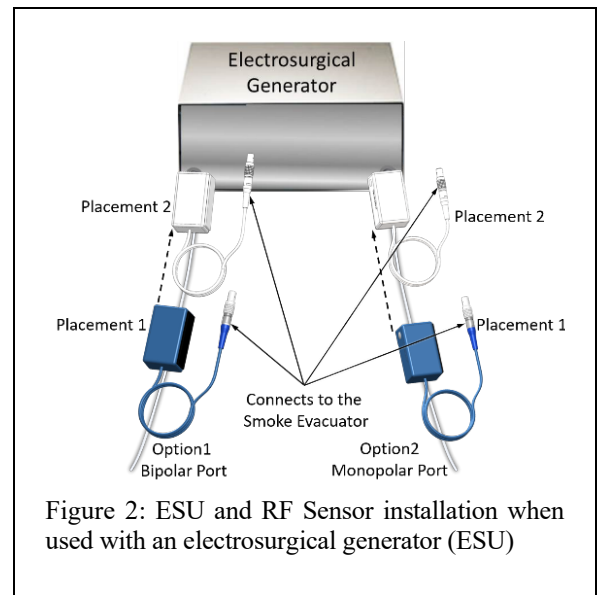 Electrosurgical
Generator
Placement 2
Placement 2
Placement 1
Placement 1
Connects to the
Smoke Evacuator
Option1
Bipolar Port
Option2
Monopolar Port
Figure 2: ESU and RF Sensor installation when
used with an electrosurgical generator (ESU)